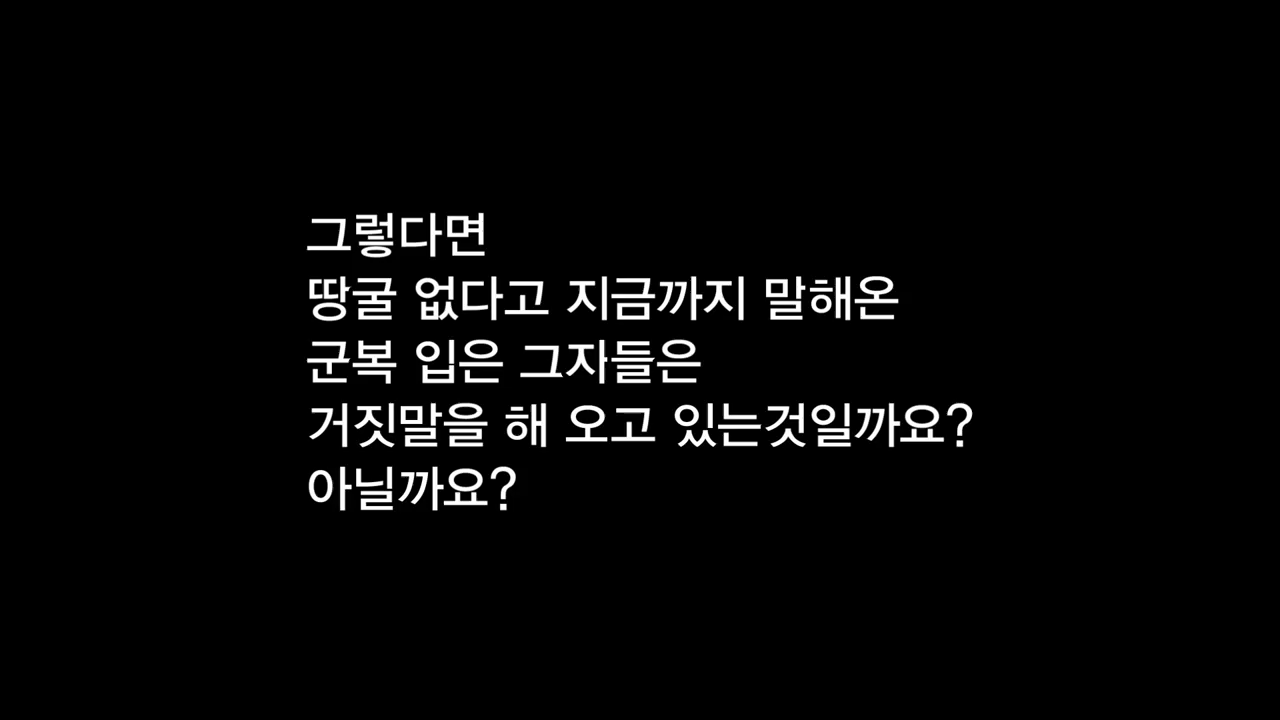 그렇다면
땅굴 없다고 지금까지 말해온
군복 입은 그자들은
거짓말을 해 오고 있는것일까요?
아닐까요?